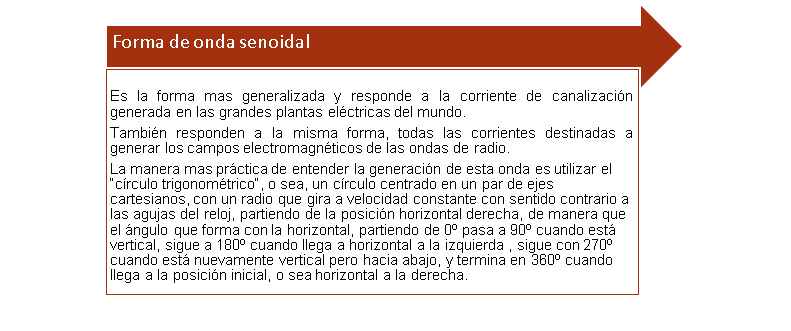 Forma de onda senoidal
Es la forma mas generalizada y responde a la corriente de canalización
generada en las grandes plantas eléctricas del mundo.
También responden a la misma forma, todas las corrientes destinadas a
generar los campos electromagnéticos de las ondas de radio.
La manera mas práctica de entender la generación de esta onda es utilizar el
"círculo trigonométrico", o sea, un círculo centrado en un par de ejes
cartesianos, con un radio que gira a velocidad constante con sentido contrario a
las agujas del reloj, partiendo de la posición horizontal derecha, de manera que
el ángulo que forma con la horizontal, partiendo de 0º pasa a 90º cuando está
vertical, sigue a 180º cuando llega a horizontal a la izquierda , sigue con 270º
cuando está nuevamente vertical pero hacia abajo, y termina en 360º cuando
llega a la posición inicial, o sea horizontal a la derecha.